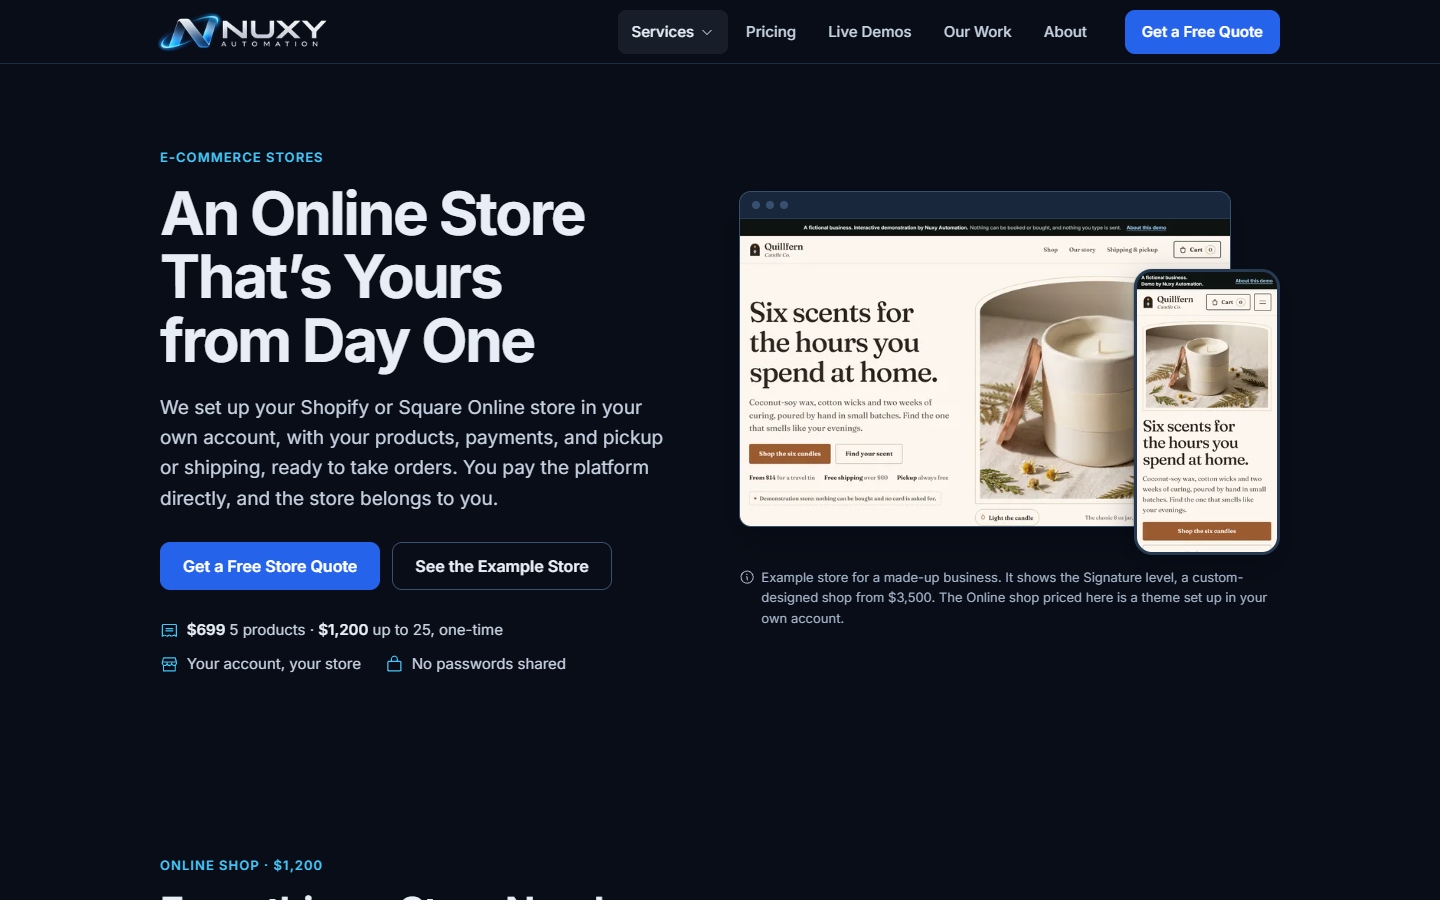 NUXY
AUTOMATION
Services
Pricing
Live Demos
Our Work
About
Get a Free Quote
E-COMMERCE STORES
An Online Store
That’s Yours
from Day One
We set up your Shopify or Square Online store in your
own account, with your products, payments, and pickup
or shipping, ready to take orders. You pay the platform
directly, and the store belongs to you.
Get a Free Store Quote
See the Example Store
$699 5 products · $1,200 up to 25, one-time
Your account, your store
No passwords shared
A fictional business. Interactive demonstration by Nuxy Automation. Nothing can be booked or bought, and nothing you type is sent. About this demo
Quillfern
Candle Co.
Shop
Our story
Shipping & pickup
Cart 0
Six scents for
the hours you
spend at home.
Coconut-soy wax, cotton wicks and two weeks of
curing, poured by hand in small batches. Find the one
that smells like your evenings.
Shop the six candles
Find your scent
From $14 for a travel tin
Free shipping over $60
Pickup always free
Demonstration store: nothing can be bought and no card is asked for.
Light the candle
The classic 8 oz jar,
A fictional business.
Demo by Nuxy Automation.
About this demo
Quillfern
Candle Co.
Cart 0
Six scents for
the hours you
spend at home.
Coconut-soy wax, cotton wicks and two
weeks of curing, poured by hand in small
batches. Find the one that smells like
your evenings.
Shop the six candles
Example store for a made-up business. It shows the Signature level, a custom-
designed shop from $3,500. The Online shop priced here is a theme set up in your
own account.
ONLINE SHOP · $1,200